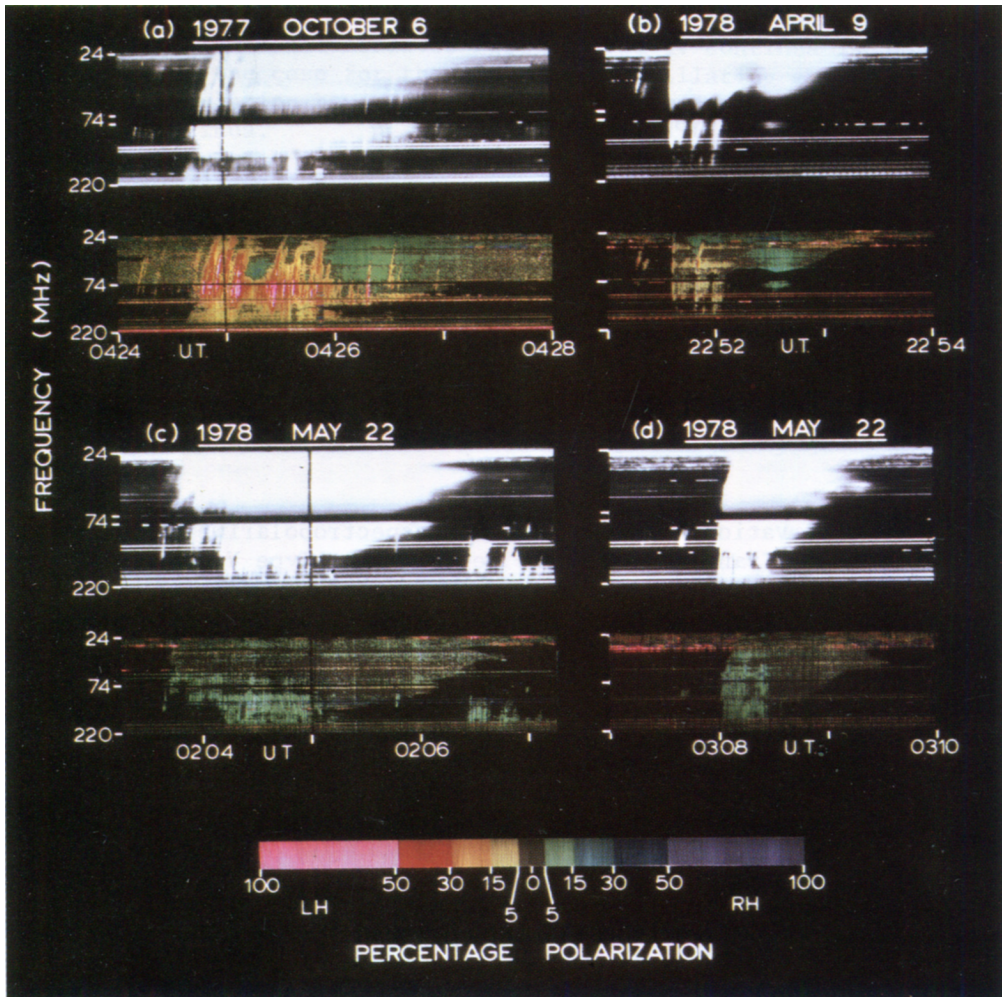 (a) 1977 OCTOBER 6
(b) 1978 APRIL 9
24
74
220
24
74
220
FREQUENCY (MHz)
0424 U.T. 0426 0428
22 52 U.T. 22 54
(c) 1978 MAY 22
(d) 1978 MAY 22
24
74
220
24
74
220
0204 U T 0206
0308 U.T. 0310
100 50 30 15 0 15 30 50 100
LH 5 5 RH
PERCENTAGE POLARIZATION